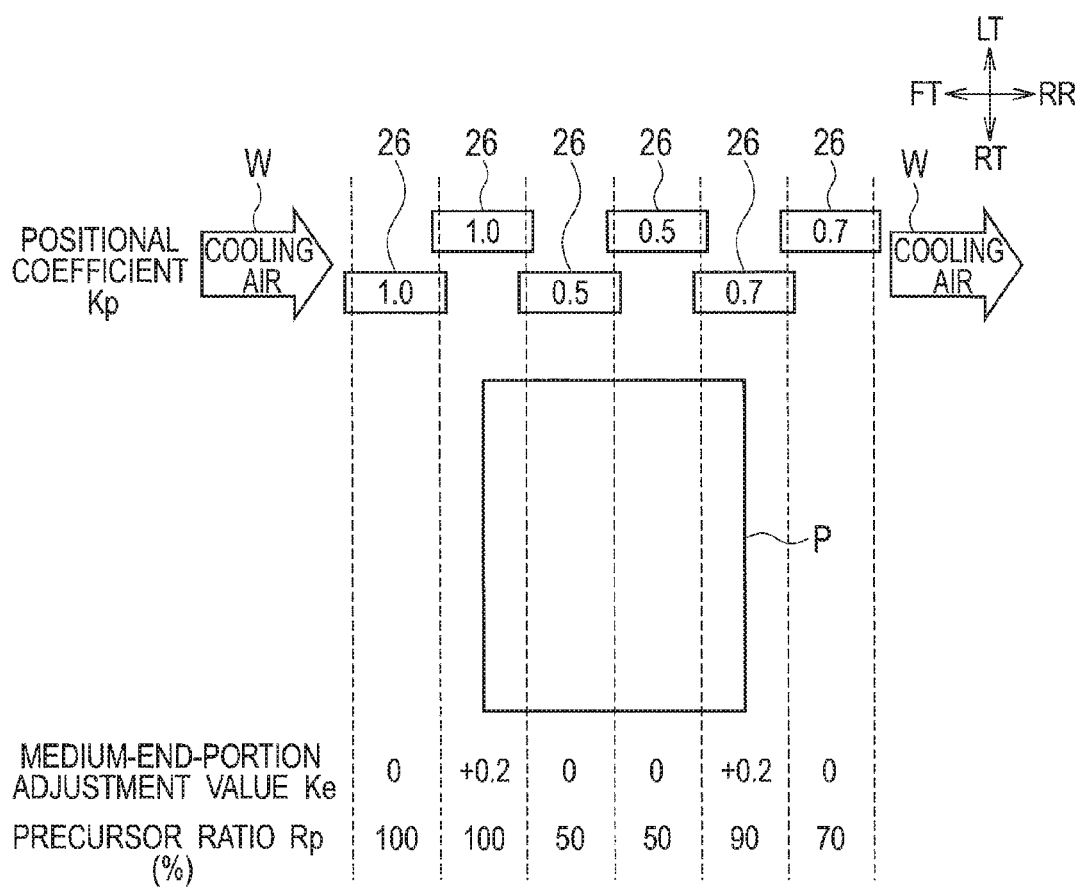 LT
FT RR
RT
26 26 26 26 26 26
W W
POSITIONAL COEFFICIENT Kp
COOLING AIR
1.0 1.0 0.5 0.5 0.7 0.7
COOLING AIR
P
MEDIUM-END-PORTION
ADJUSTMENT VALUE Ke 0 +0.2 0 0 +0.2 0
PRECURSOR RATIO Rp 100 100 50 50 90 70
(%)